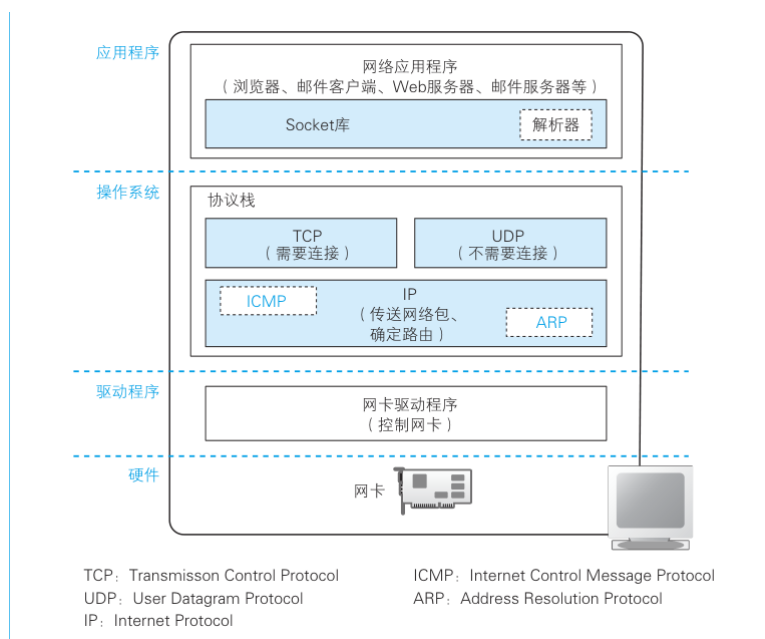 应用程序
网络应用程序
（浏览器、邮件客户端、Web服务器、邮件服务器等）
Socket库
解析器
操作系统
协议栈
TCP
（需要连接）
UDP
（不需要连接）
ICMP
IP
（传送网络包、
确定路由）
ARP
驱动程序
网卡驱动程序
（控制网卡）
硬件
网卡
TCP：Transmisson Control Protocol
ICMP：Internet Control Message Protocol
UDP：User Datagram Protocol
ARP：Address Resolution Protocol
IP：Internet Protocol